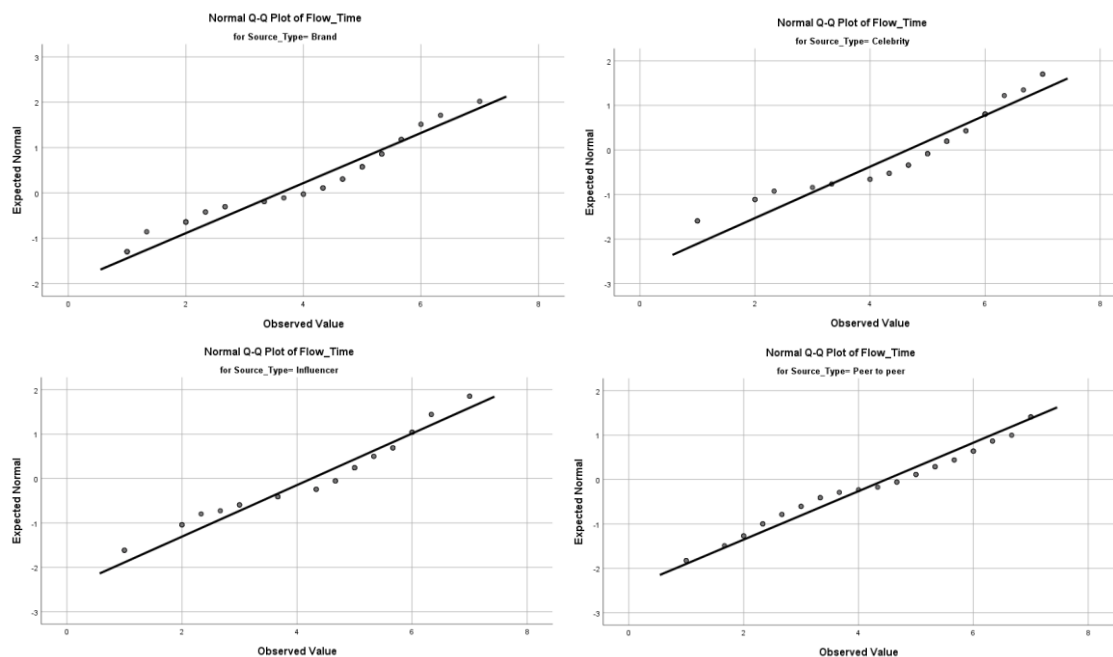 Normal Q-Q Plot of Flow_Time
for Source_Type= Brand
3
2
1
0
-1
-2
Expected Normal
0 2 4 6 8
Observed Value
Normal Q-Q Plot of Flow_Time
for Source_Type= Celebrity
2
1
0
-1
-2
-3
Expected Normal
0 2 4 6 8
Observed Value
Normal Q-Q Plot of Flow_Time
for Source_Type= Influencer
2
1
0
-1
-2
-3
Expected Normal
0 2 4 6 8
Observed Value
Normal Q-Q Plot of Flow_Time
for Source_Type= Peer to peer
2
1
0
-1
-2
-3
Expected Normal
0 2 4 6 8
Observed Value